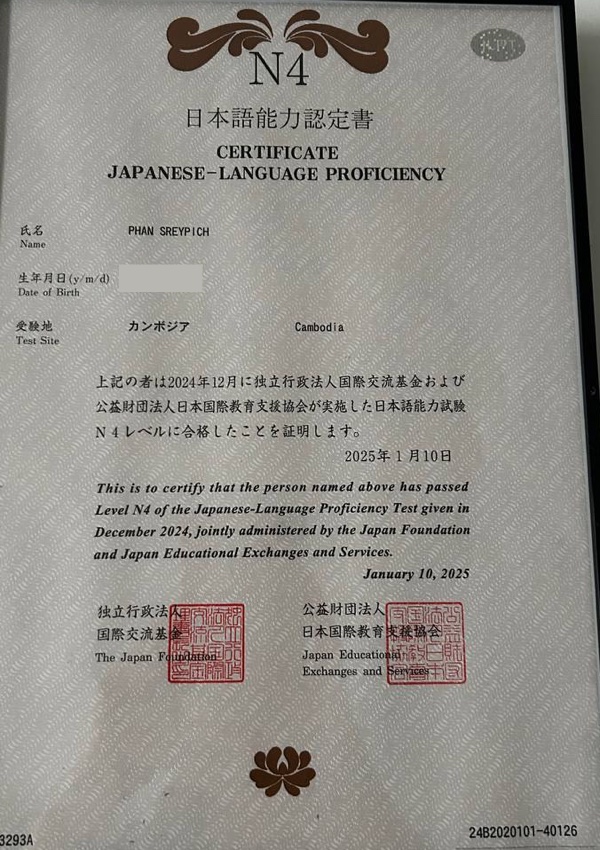 N4
日本語能力認定書
CERTIFICATE
JAPANESE-LANGUAGE PROFICIENCY
氏名 PHAN SREYPICH
Name
生年月日(y/m/d)
Date of Birth
受験地 カンボジア Cambodia
Test Site
上記の者は2024年12月に独立行政法人国際交流基金および
公益財団法人日本国際教育支援協会が実施した日本語能力試験
N4レベルに合格したことを証明します。
2025年1月10日
This is to certify that the person named above has passed
Level N4 of the Japanese-Language Proficiency Test given in
December 2024, jointly administered by the Japan Foundation
and Japan Educational Exchanges and Services.
January 10, 2025
独立行政法人
国際交流基金
The Japan Foundation
公益財団法人
日本国際教育支援協会
Japan Educational
Exchanges and Services
3293A
24B2020101-40126